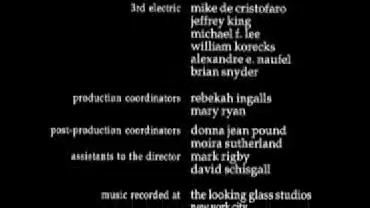 3rd electric mike de cristofaro
jeffrey king
michael f. lee
william korecks
alexandre e. naufel
brian snyder
production coordinators rebekah ingalls
mary ryan
post-production coordinators donna jean pound
moira sutherland
assistants to the director mark rigby
david schisgall
music recorded at the looking glass studios
new york city